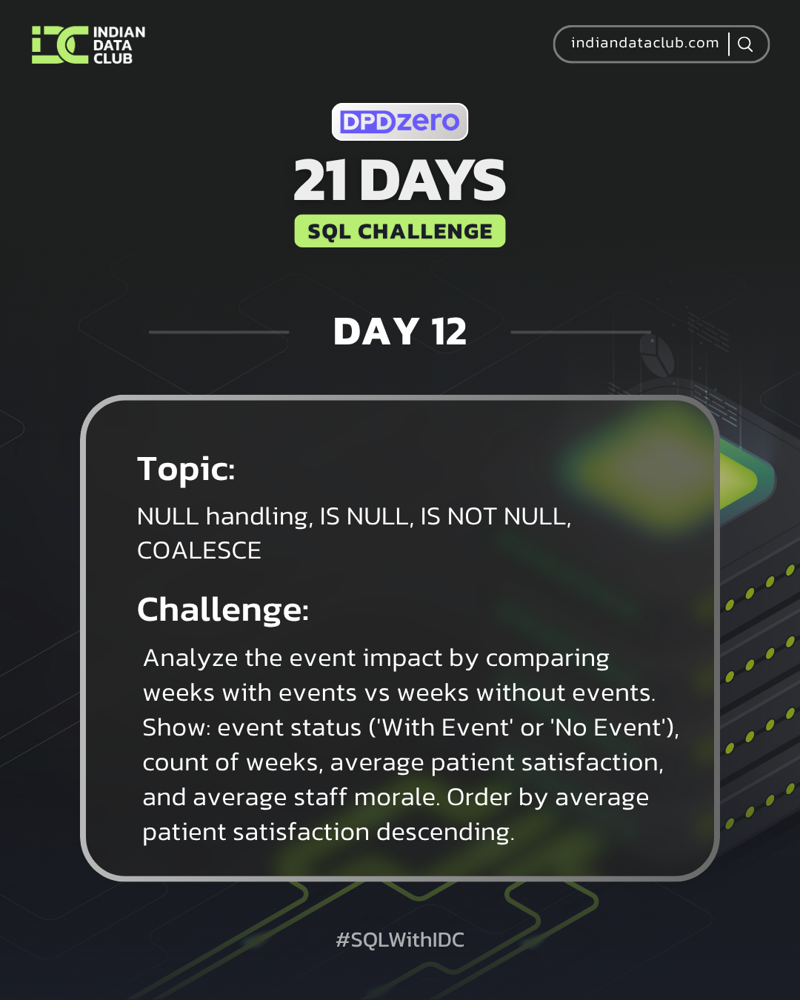 INDIAN
DATA
CLUB
indiandataclub.com
DPDzero
21 DAYS
SQL CHALLENGE
DAY 12
Topic:
NULL handling, IS NULL, IS NOT NULL,
COALESCE
Challenge:
Analyze the event impact by comparing
weeks with events vs weeks without events.
Show: event status ('With Event' or 'No Event'),
count of weeks, average patient satisfaction,
and average staff morale. Order by average
patient satisfaction descending.
#SQLWithIDC